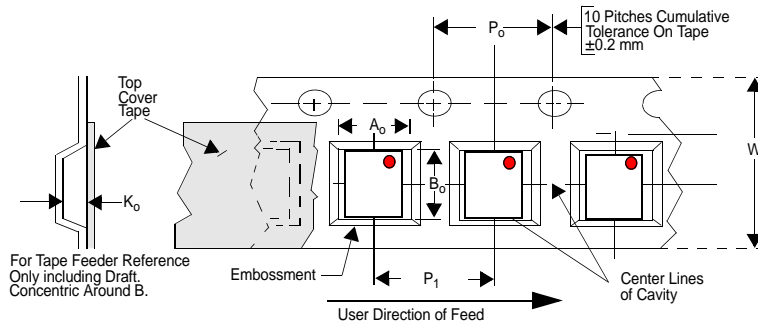 10 Pitches Cumulative
Tolerance On Tape
±0.2 mm
Po
Top
Cover
Tape
Ao
W
Bo
Ko
For Tape Feeder Reference
Only including Draft.
Concentric Around B.
Embossment
P1
Center Lines
of Cavity
User Direction of Feed